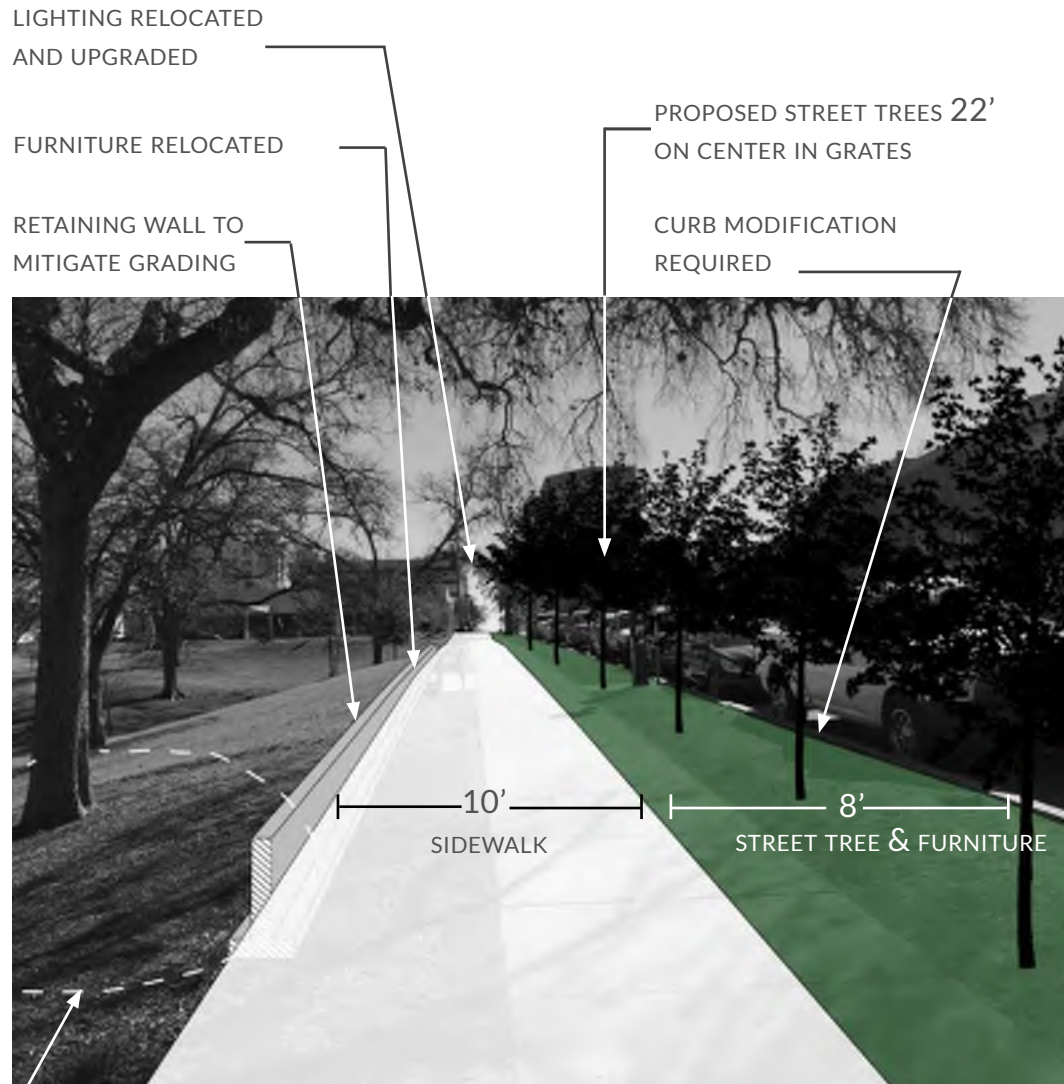 LIGHTING RELOCATED
AND UPGRADED
FURNITURE RELOCATED
RETAINING WALL TO
MITIGATE GRADING
PROPOSED STREET TREES 22’
ON CENTER IN GRATES
CURB MODIFICATION
REQUIRED
10’
SIDEWALK
8’
STREET TREE & FURNITURE